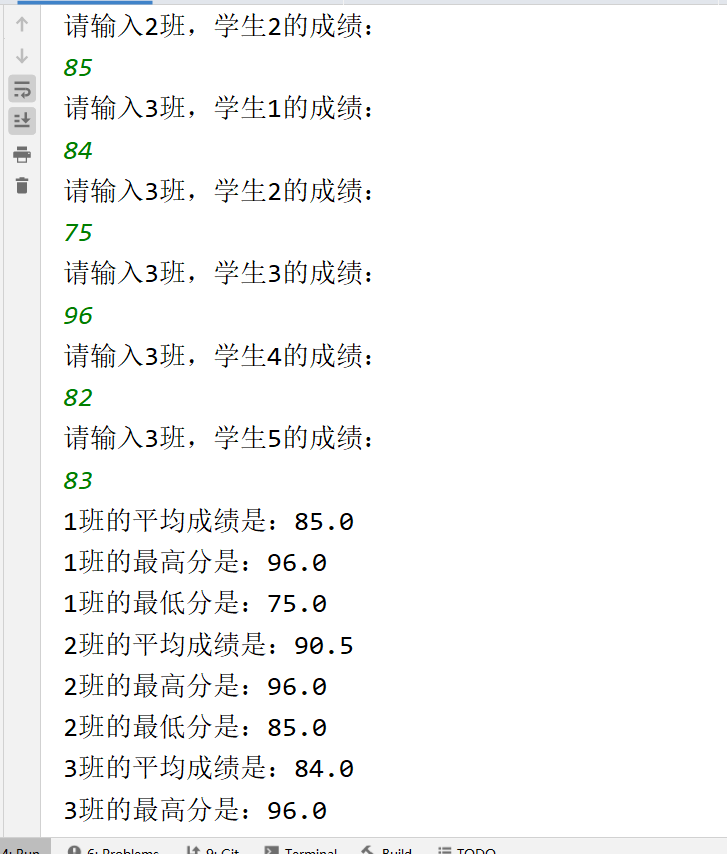 请输入2班，学生2的成绩：
85
请输入3班，学生1的成绩：
84
请输入3班，学生2的成绩：
75
请输入3班，学生3的成绩：
96
请输入3班，学生4的成绩：
82
请输入3班，学生5的成绩：
83
1班的平均成绩是：85.0
1班的最高分是：96.0
1班的最低分是：75.0
2班的平均成绩是：90.5
2班的最高分是：96.0
2班的最低分是：85.0
3班的平均成绩是：84.0
3班的最高分是：96.0
4: Run 6: Problems 9: Git Terminal Build TODO